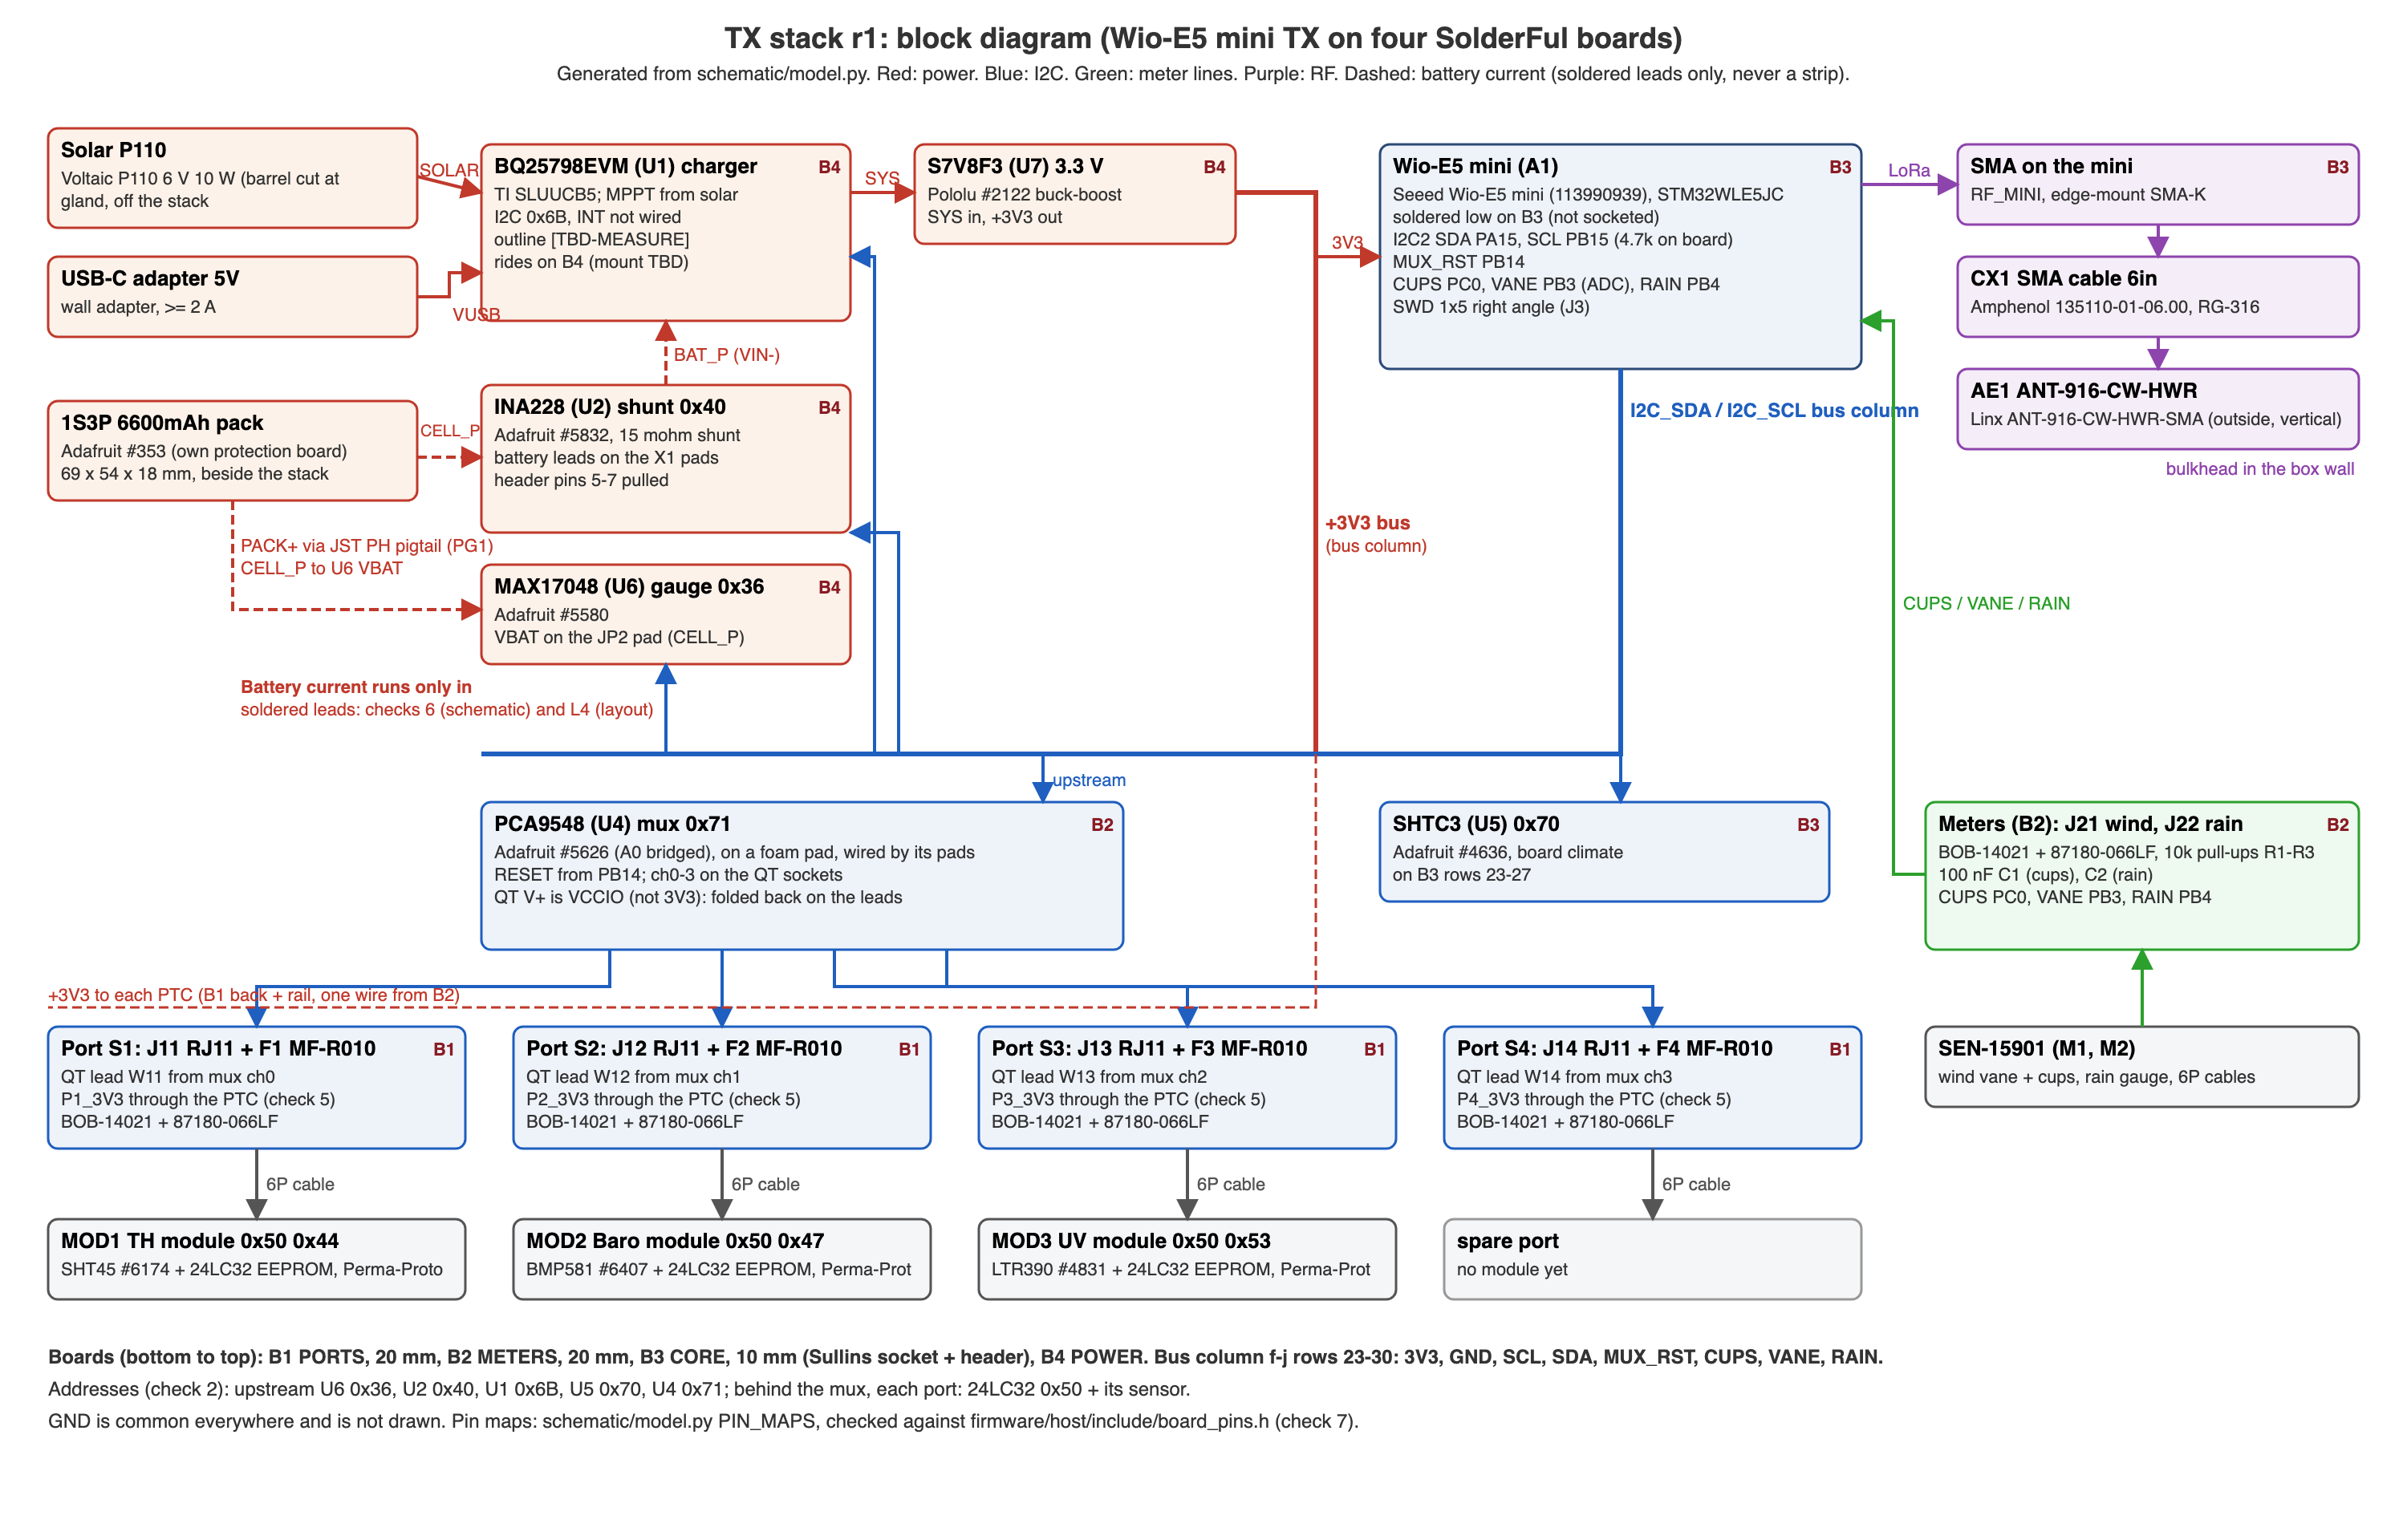 TX stack r1: block diagram (Wio-E5 mini TX on four SolderFul boards)
Generated from schematic/model.py. Red: power. Blue: I2C. Green: meter lines. Purple: RF. Dashed: battery current (soldered leads only, never a strip).
Solar P110
Voltaic P110 6 V 10 W (barrel cut at
gland, off the stack
SOLAR
USB-C adapter 5V
wall adapter, >= 2 A
VUSB
BQ25798EVM (U1) charger
B4
TI SLUUCB5; MPPT from solar
I2C 0x6B, INT not wired
outline [TBD-MEASURE]
rides on B4 (mount TBD)
SYS
S7V8F3 (U7) 3.3 V
B4
Pololu #2122 buck-boost
SYS in, +3V3 out
3V3
Wio-E5 mini (A1)
B3
Seeed Wio-E5 mini (113990939), STM32WLE5JC
soldered low on B3 (not socketed)
I2C2 SDA PA15, SCL PB15 (4.7k on board)
MUX_RST PB14
CUPS PC0, VANE PB3 (ADC), RAIN PB4
SWD 1x5 right angle (J3)
LoRa
SMA on the mini
B3
RF_MINI, edge-mount SMA-K
CX1 SMA cable 6in
Amphenol 135110-01-06.00, RG-316
AE1 ANT-916-CW-HWR
Linx ANT-916-CW-HWR-SMA (outside, vertical)
bulkhead in the box wall
BAT_P (VIN-)
1S3P 6600mAh pack
Adafruit #353 (own protection board)
69 x 54 x 18 mm, beside the stack
CELL_P
INA228 (U2) shunt 0x40
B4
Adafruit #5832, 15 mohm shunt
battery leads on the X1 pads
header pins 5-7 pulled
I2C_SDA / I2C_SCL bus column
PACK+ via JST PH pigtail (PG1)
CELL_P to U6 VBAT
+3V3 bus
(bus column)
MAX17048 (U6) gauge 0x36
B4
Adafruit #5580
VBAT on the JP2 pad (CELL_P)
CUPS / VANE / RAIN
Battery current runs only in
soldered leads: checks 6 (schematic) and L4 (layout)
upstream
PCA9548 (U4) mux 0x71
B2
Adafruit #5626 (A0 bridged), on a foam pad, wired by its pads
RESET from PB14; ch0-3 on the QT sockets
QT V+ is VCCIO (not 3V3): folded back on the leads
SHTC3 (U5) 0x70
B3
Adafruit #4636, board climate
on B3 rows 23-27
Meters (B2): J21 wind, J22 rain
B2
BOB-14021 + 87180-066LF, 10k pull-ups R1-R3
100 nF C1 (cups), C2 (rain)
CUPS PC0, VANE PB3, RAIN PB4
+3V3 to each PTC (B1 back + rail, one wire from B2)
Port S1: J11 RJ11 + F1 MF-R010
B1
QT lead W11 from mux ch0
P1_3V3 through the PTC (check 5)
BOB-14021 + 87180-066LF
Port S2: J12 RJ11 + F2 MF-R010
B1
QT lead W12 from mux ch1
P2_3V3 through the PTC (check 5)
BOB-14021 + 87180-066LF
Port S3: J13 RJ11 + F3 MF-R010
B1
QT lead W13 from mux ch2
P3_3V3 through the PTC (check 5)
BOB-14021 + 87180-066LF
Port S4: J14 RJ11 + F4 MF-R010
B1
QT lead W14 from mux ch3
P4_3V3 through the PTC (check 5)
BOB-14021 + 87180-066LF
SEN-15901 (M1, M2)
wind vane + cups, rain gauge, 6P cables
6P cable
6P cable
6P cable
6P cable
MOD1 TH module 0x50 0x44
SHT45 #6174 + 24LC32 EEPROM, Perma-Proto
MOD2 Baro module 0x50 0x47
BMP581 #6407 + 24LC32 EEPROM, Perma-Prot
MOD3 UV module 0x50 0x53
LTR390 #4831 + 24LC32 EEPROM, Perma-Prot
spare port
no module yet
Boards (bottom to top): B1 PORTS, 20 mm, B2 METERS, 20 mm, B3 CORE, 10 mm (Sullins socket + header), B4 POWER. Bus column f-j rows 23-30: 3V3, GND, SCL, SDA, MUX_RST, CUPS, VANE, RAIN.
Addresses (check 2): upstream U6 0x36, U2 0x40, U1 0x6B, U5 0x70, U4 0x71; behind the mux, each port: 24LC32 0x50 + its sensor.
GND is common everywhere and is not drawn. Pin maps: schematic/model.py PIN_MAPS, checked against firmware/host/include/board_pins.h (check 7).